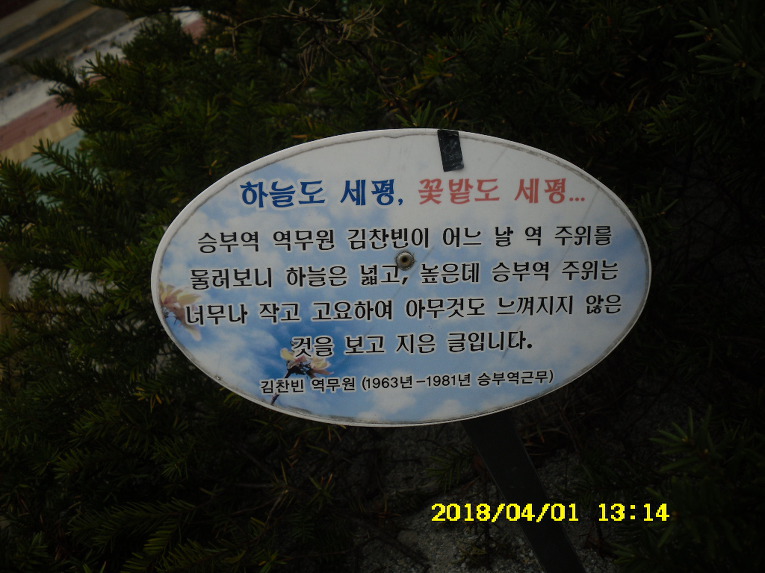 하늘도 세평, 꽃밭도 세평...
승부역 역무원 김찬빈이 어느 날 역 주위를
둘러보니 하늘은 넓고, 높은데 승부역 주위는
너무나 작고 고요하여 아무것도 느껴지지 않은
것을 보고 지은 글입니다.
김찬빈 역무원 (1963년-1981년 승부역근무)
2018/04/01 13:14